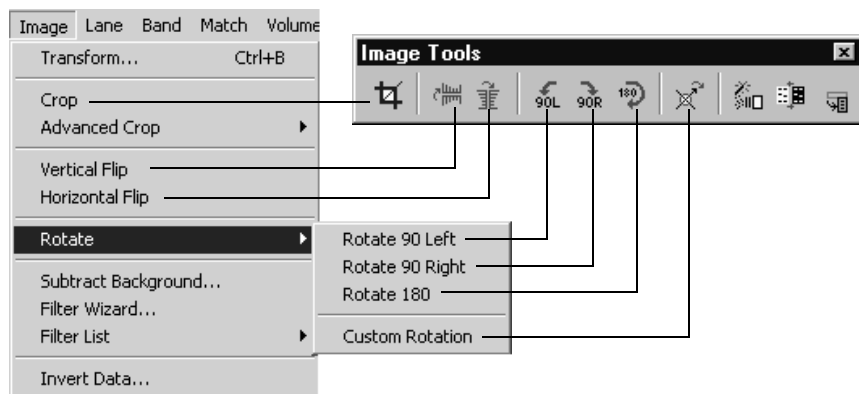 Image Lane Band Match Volume
Transform... Ctrl+B
Crop
Advanced Crop
Vertical Flip
Horizontal Flip
Rotate
Subtract Background...
Filter Wizard...
Filter List
Invert Data...
Rotate 90 Left
Rotate 90 Right
Rotate 180
Custom Rotation
Image Tools
90L 90R 180